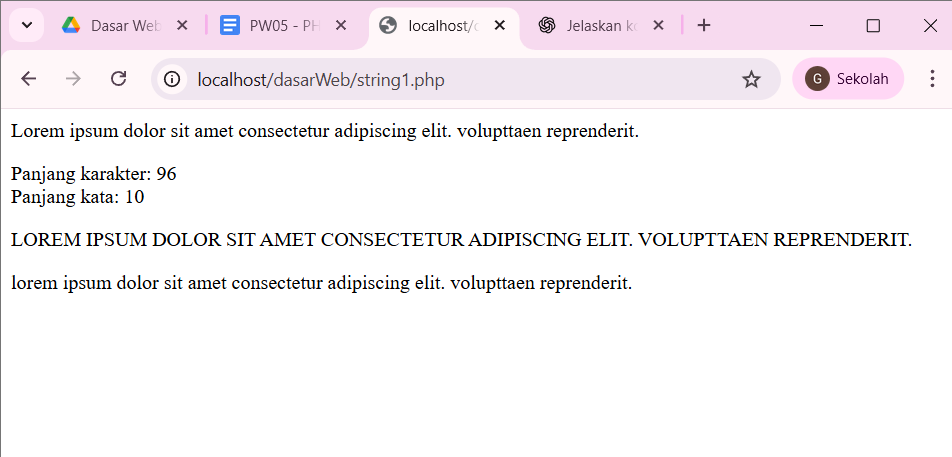 Dasar Web
PW05 - PH
localhost/d
Jelaskan ko
localhost/dasarWeb/string1.php
G
Sekolah
Lorem ipsum dolor sit amet consectetur adipiscing elit. volupttaen reprenderit.
Panjang karakter: 96
Panjang kata: 10
LOREM IPSUM DOLOR SIT AMET CONSECTETUR ADIPISCING ELIT. VOLUPTTAEN REPRENDERIT.
lorem ipsum dolor sit amet consectetur adipiscing elit. volupttaen reprenderit.